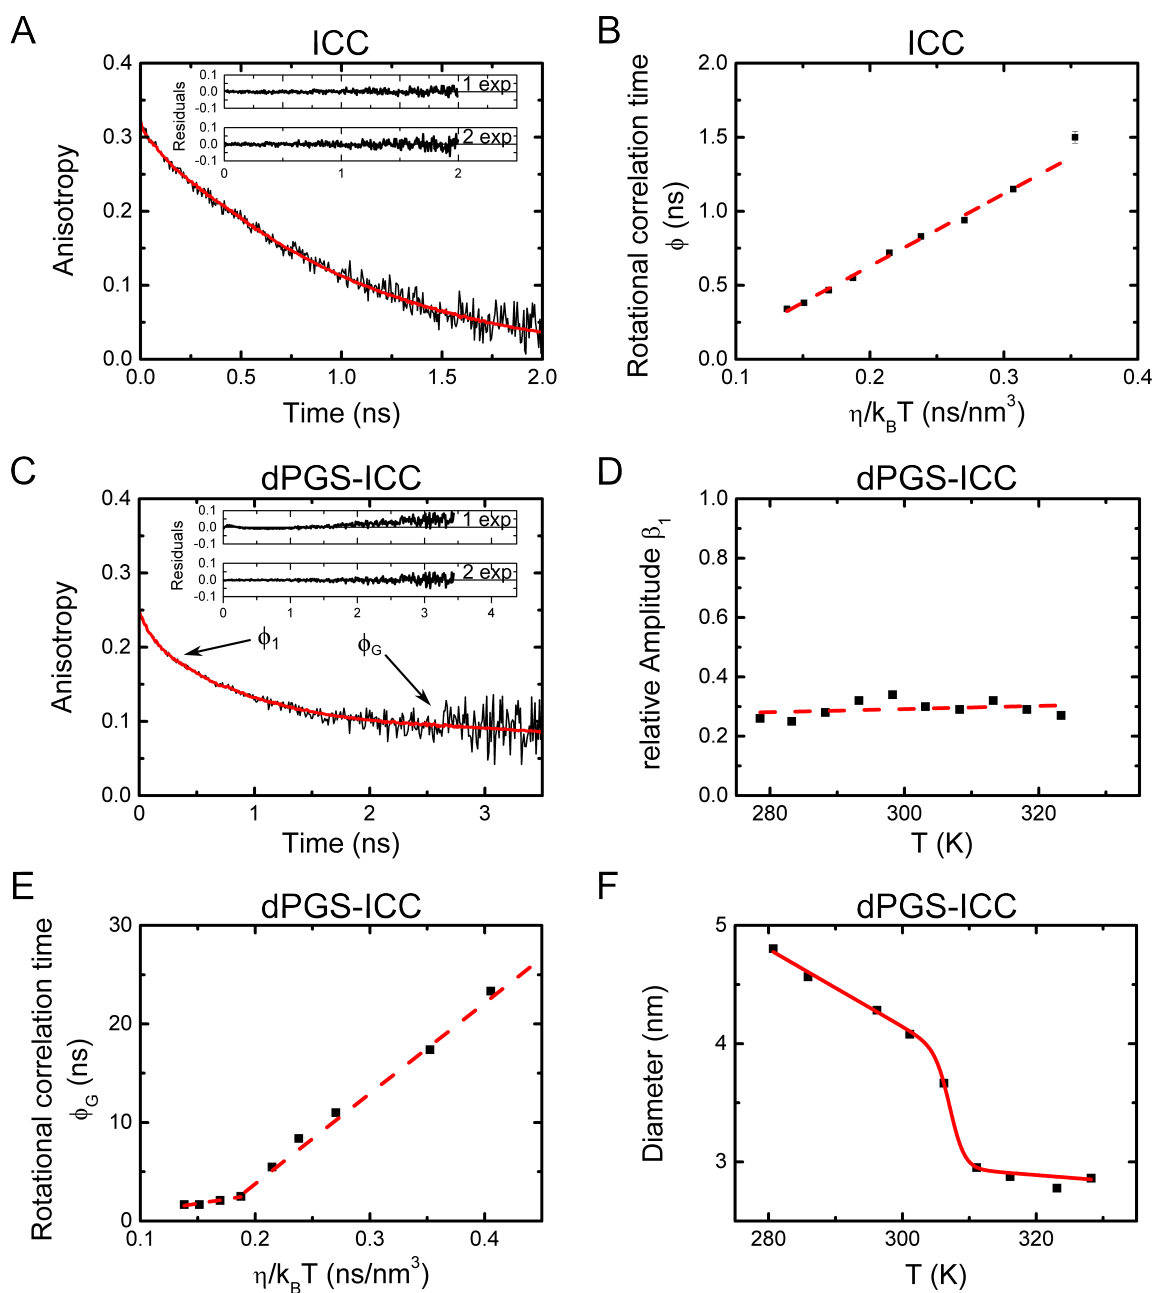 A
ICC
Anisotropy
0.4
0.3
0.2
0.1
0.0
Residuals
0.1
0.0
-0.1
1 exp
0.1
0.0
-0.1
2 exp
0
1
2
0.0
0.5
1.0
1.5
2.0
Time (ns)
B
ICC
Rotational correlation time
ϕ (ns)
2.0
1.5
1.0
0.5
0.0
0.1
0.2
0.3
0.4
η/k_BT (ns/nm³)
C
dPGS-ICC
Anisotropy
0.4
0.3
0.2
0.1
0.0
Residuals
0.1
0.0
-0.1
1 exp
0.1
0.0
-0.1
2 exp
0
1
2
3
4
ϕ₁
ϕ_G
0
1
2
3
Time (ns)
D
dPGS-ICC
relative Amplitude β₁
1.0
0.8
0.6
0.4
0.2
0.0
280
300
320
T (K)
E
dPGS-ICC
Rotational correlation time
ϕ_G (ns)
30
20
10
0
0.1
0.2
0.3
0.4
η/k_BT (ns/nm³)
F
dPGS-ICC
Diameter (nm)
5
4
3
280
300
320
T (K)